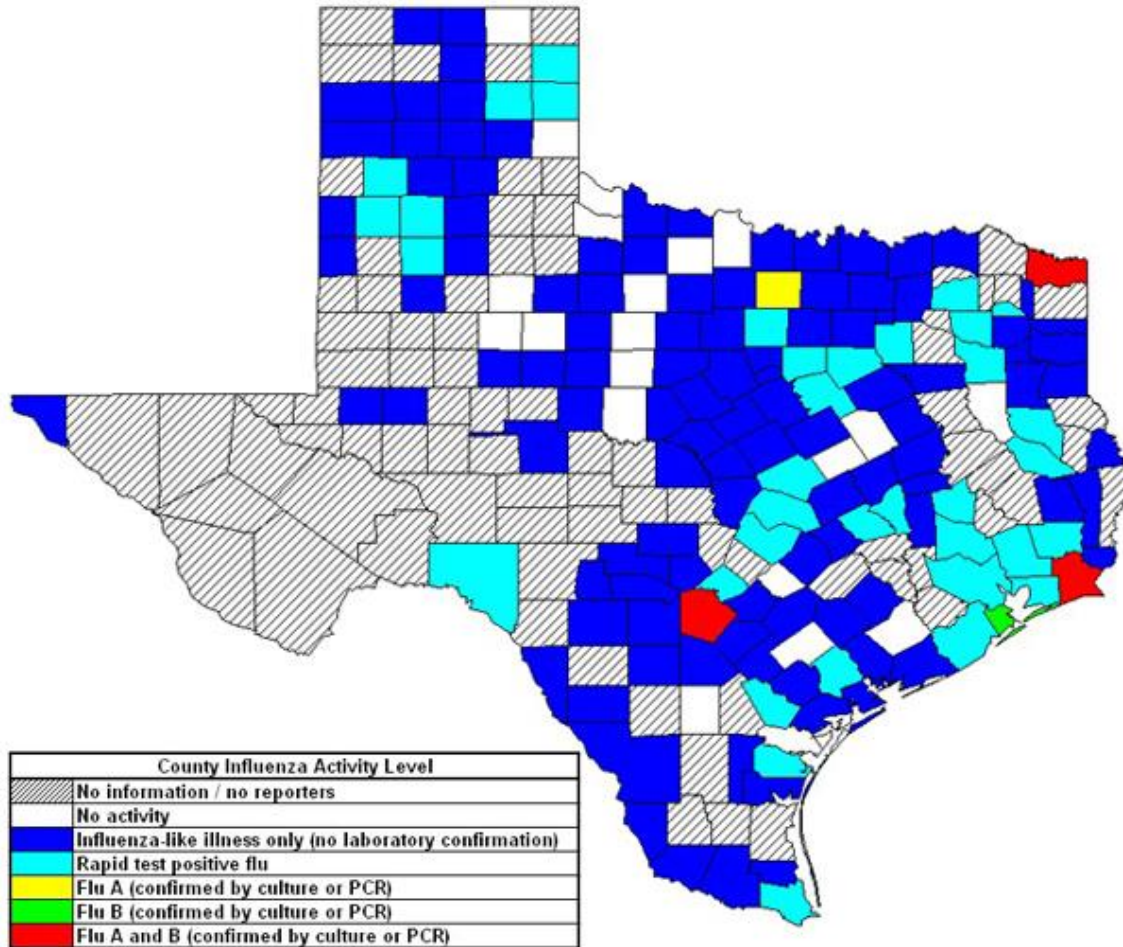 County Influenza Activity Level
No information / no reporters
No activity
Influenza-like illness only (no laboratory confirmation)
Rapid test positive flu
Flu A (confirmed by culture or PCR)
Flu B (confirmed by culture or PCR)
Flu A and B (confirmed by culture or PCR)